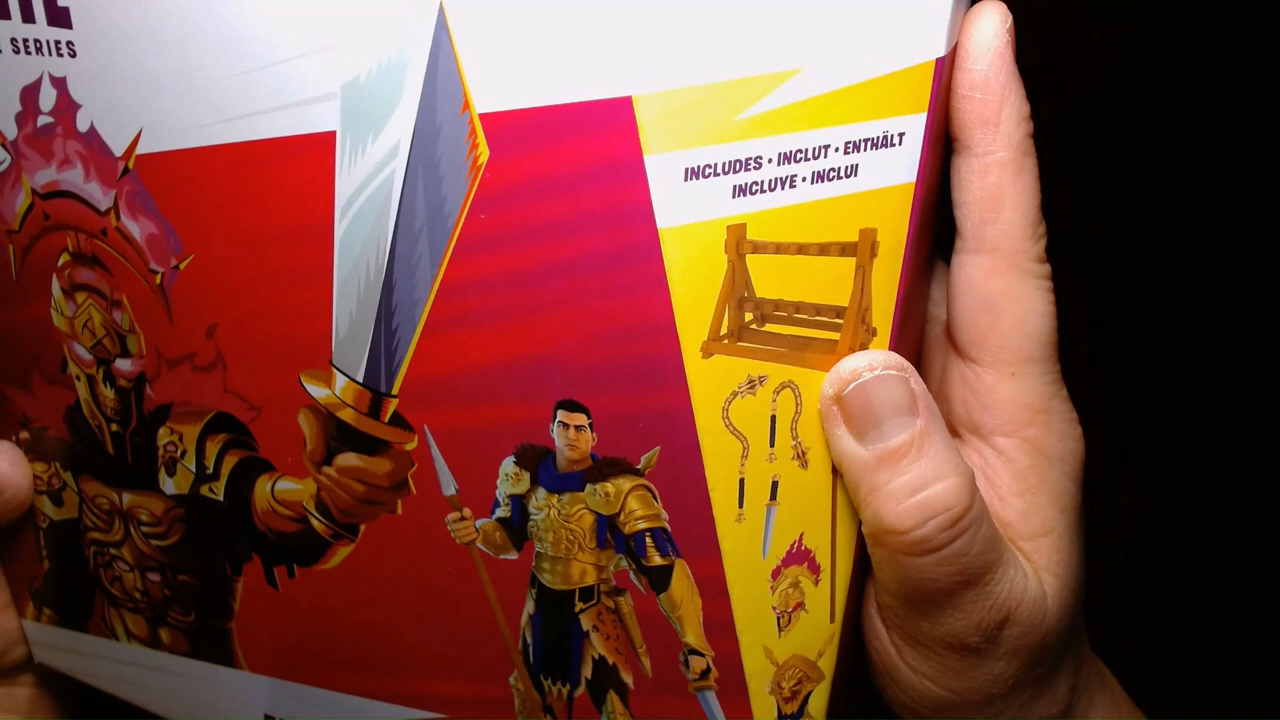 SERIES
INCLUDES • INCLUT • ENTHÄLT
INCLUYE • INCLUI